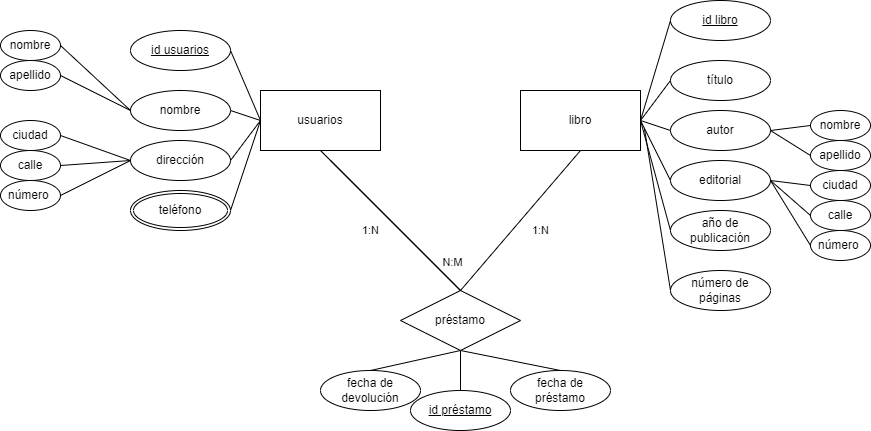 nombre
apellido
id usuarios
nombre
ciudad
calle
número
dirección
teléfono
usuarios
libro
id libro
título
autor
nombre
apellido
editorial
ciudad
calle
número
año de
publicación
número de
páginas
1:N
1:N
N:M
préstamo
fecha de
devolución
id préstamo
fecha de
préstamo